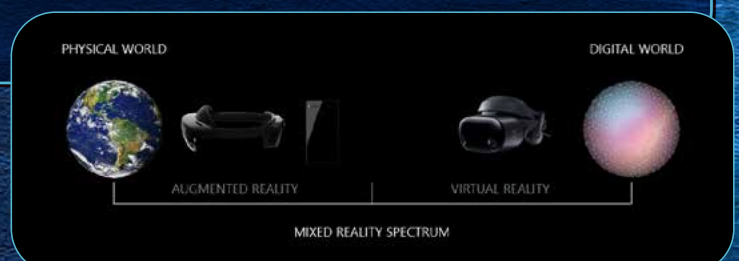 PHYSICAL WORLD
DIGITAL WORLD
AUGMENTED REALITY
VIRTUAL REALITY
MIXED REALITY SPECTRUM